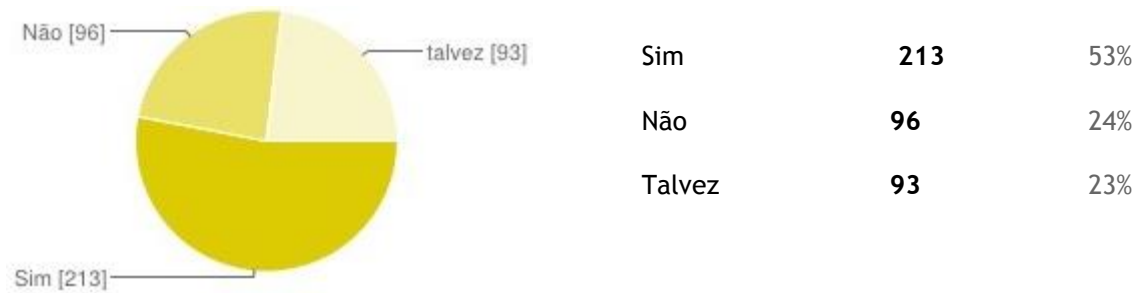 Não [96]
talvez [93]
Sim [213]
Sim 213 53%
Não 96 24%
Talvez 93 23%